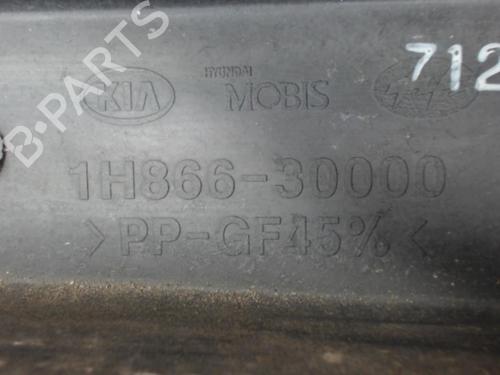 712
KIA
HYUNDAI
MOBIS
1H866-30000
>PP-GF45%<
B-PARTS